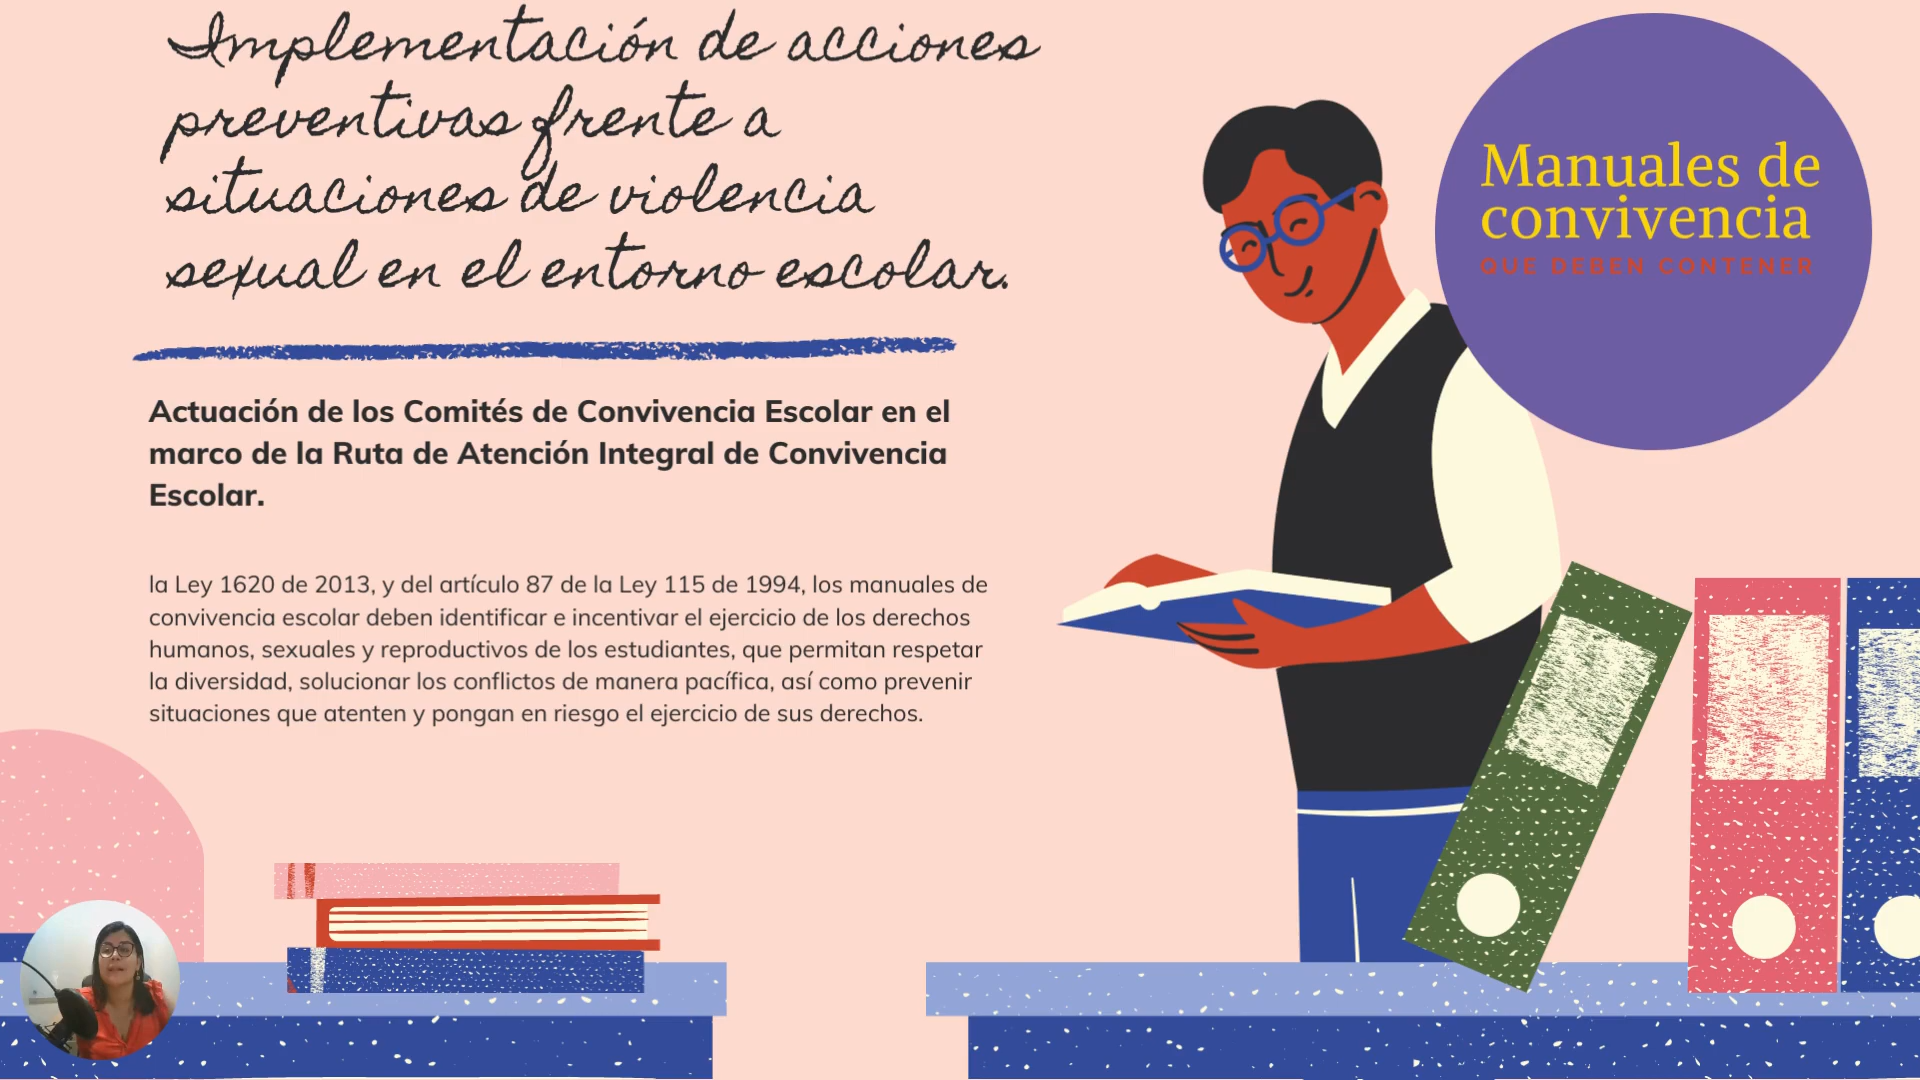 Implementación de acciones
preventivas frente a
situaciones de violencia
sexual en el entorno escolar.
Manuales de
convivencia
QUE DEBEN CONTENER
Actuación de los Comités de Convivencia Escolar en el
marco de la Ruta de Atención Integral de Convivencia
Escolar.
la Ley 1620 de 2013, y del artículo 87 de la Ley 115 de 1994, los manuales de
convivencia escolar deben identificar e incentivar el ejercicio de los derechos
humanos, sexuales y reproductivos de los estudiantes, que permitan respetar
la diversidad, solucionar los conflictos de manera pacífica, así como prevenir
situaciones que atenten y pongan en riesgo el ejercicio de sus derechos.